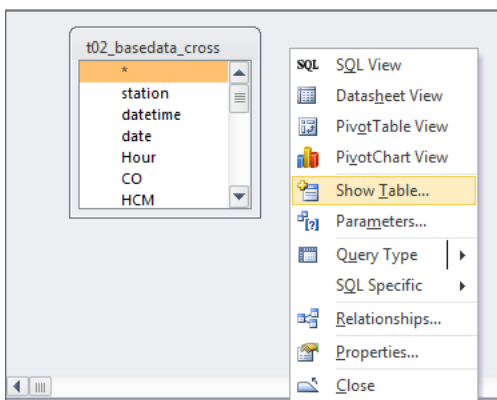 t02_basedata_cross
*
station
datetime
date
Hour
CO
HCM
SQL SQL View
Datasheet View
PivotTable View
PivotChart View
Show Table...
[?] Parameters...
Query Type
SQL Specific
Relationships...
Properties...
Close